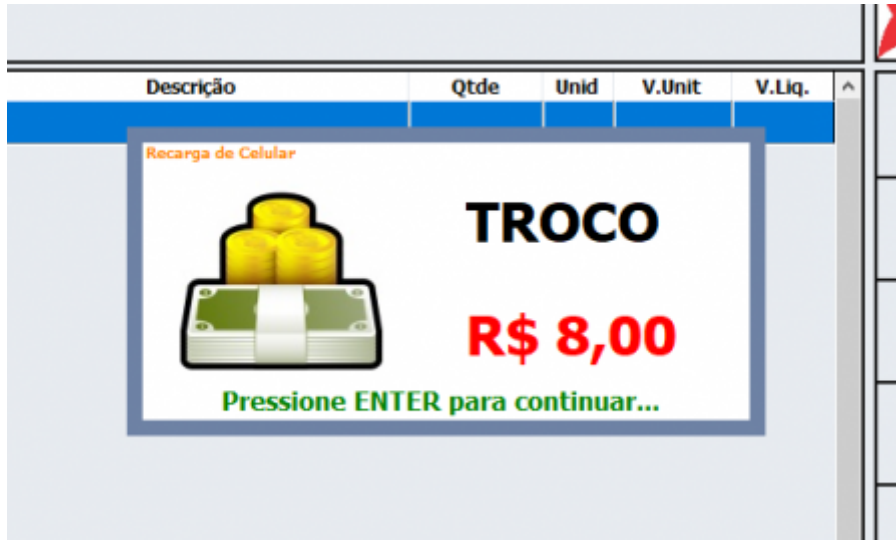 Descrição Qtde Unid V.Unit V.Liq.
Recarga de Celular
TROCO
R$ 8,00
Pressione ENTER para continuar...